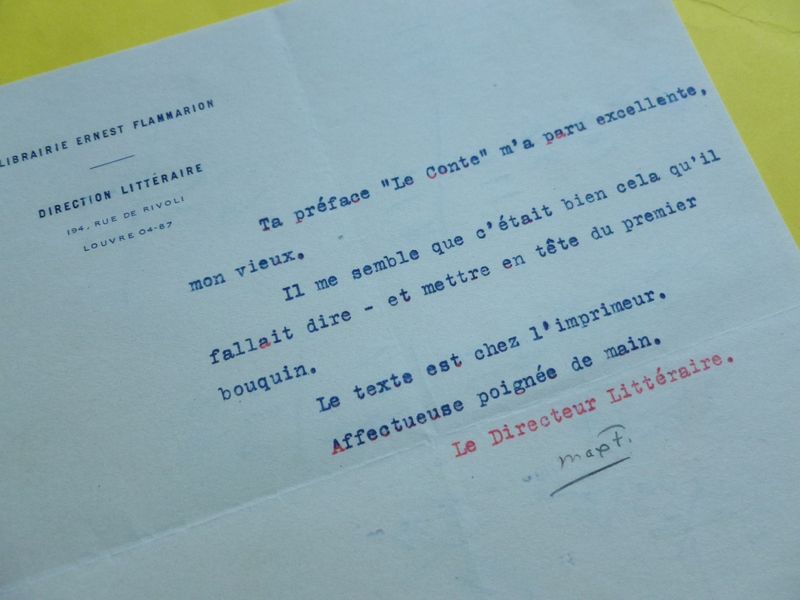 LIBRAIRIE ERNEST FLAMMARION
DIRECTION LITTÉRAIRE
194, RUE DE RIVOLI
LOUVRE 04-87
Ta préface "Le Conte" m'a paru excellente,
mon vieux.
Il me semble que c'était bien cela qu'il
fallait dire - et mettre en tête du premier
bouquin.
Le texte est chez l'imprimeur.
Affectueuse poignée de main.
Le Directeur Littéraire.